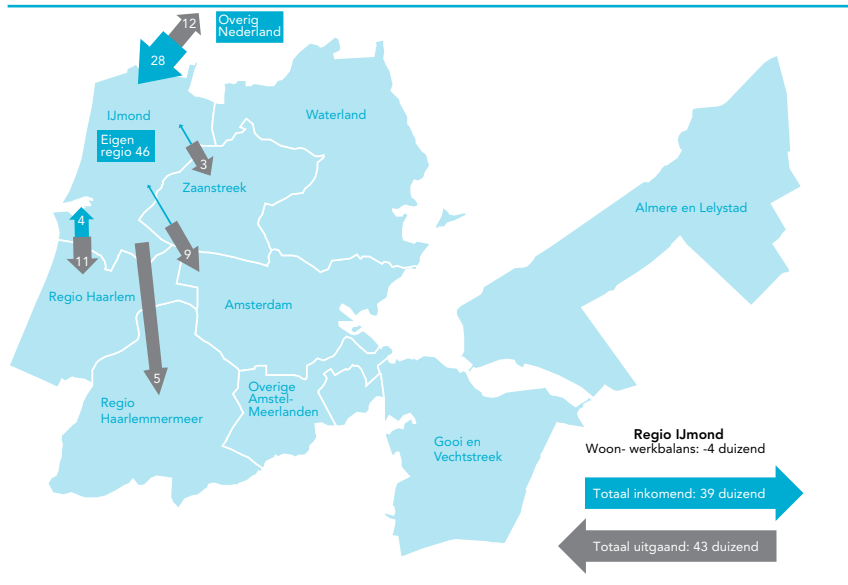 12
Overig
Nederland
28
IJmond
Waterland
Eigen
regio 46
3
Zaanstreek
Almere en Lelystad
4
9
11
Regio Haarlem
Amsterdam
5
Regio
Haarlemmermeer
Overige
Amstel-
Meerlanden
Gooi en
Vechtstreek
Regio IJmond
Woon- werkbalans: -4 duizend
Totaal inkomend: 39 duizend
Totaal uitgaand: 43 duizend